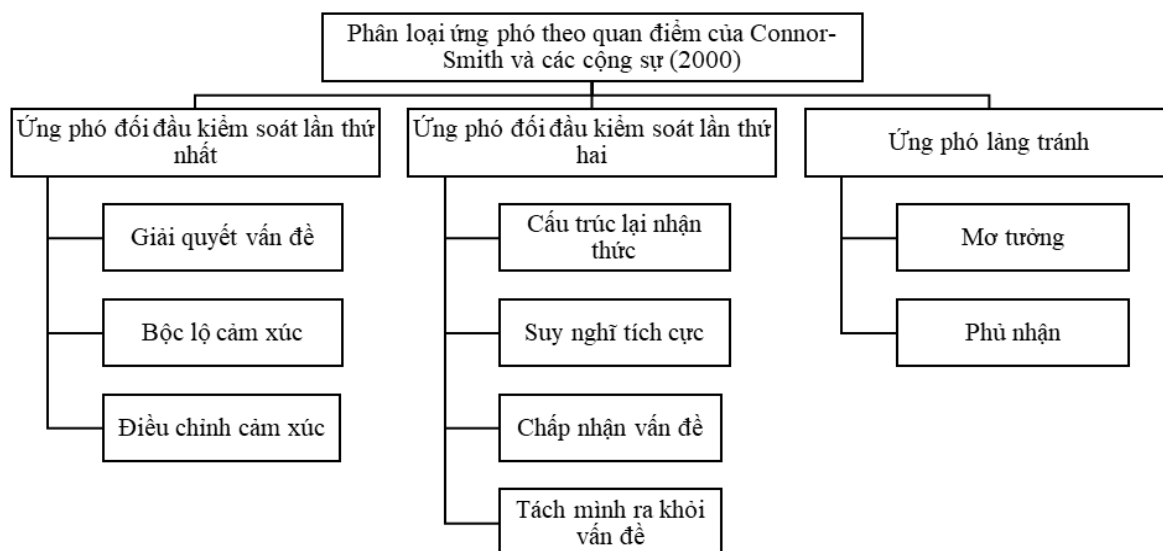 Phân loại ứng phó theo quan điểm của Connor-
Smith và các cộng sự (2000)
Ứng phó đối đầu kiểm soát lần thứ
nhất
Giải quyết vấn đề
Bộc lộ cảm xúc
Điều chỉnh cảm xúc
Ứng phó đối đầu kiểm soát lần thứ
hai
Cấu trúc lại nhận
thức
Suy nghĩ tích cực
Chấp nhận vấn đề
Tách mình ra khỏi
vấn đề
Ứng phó lảng tránh
Mơ tưởng
Phủ nhận